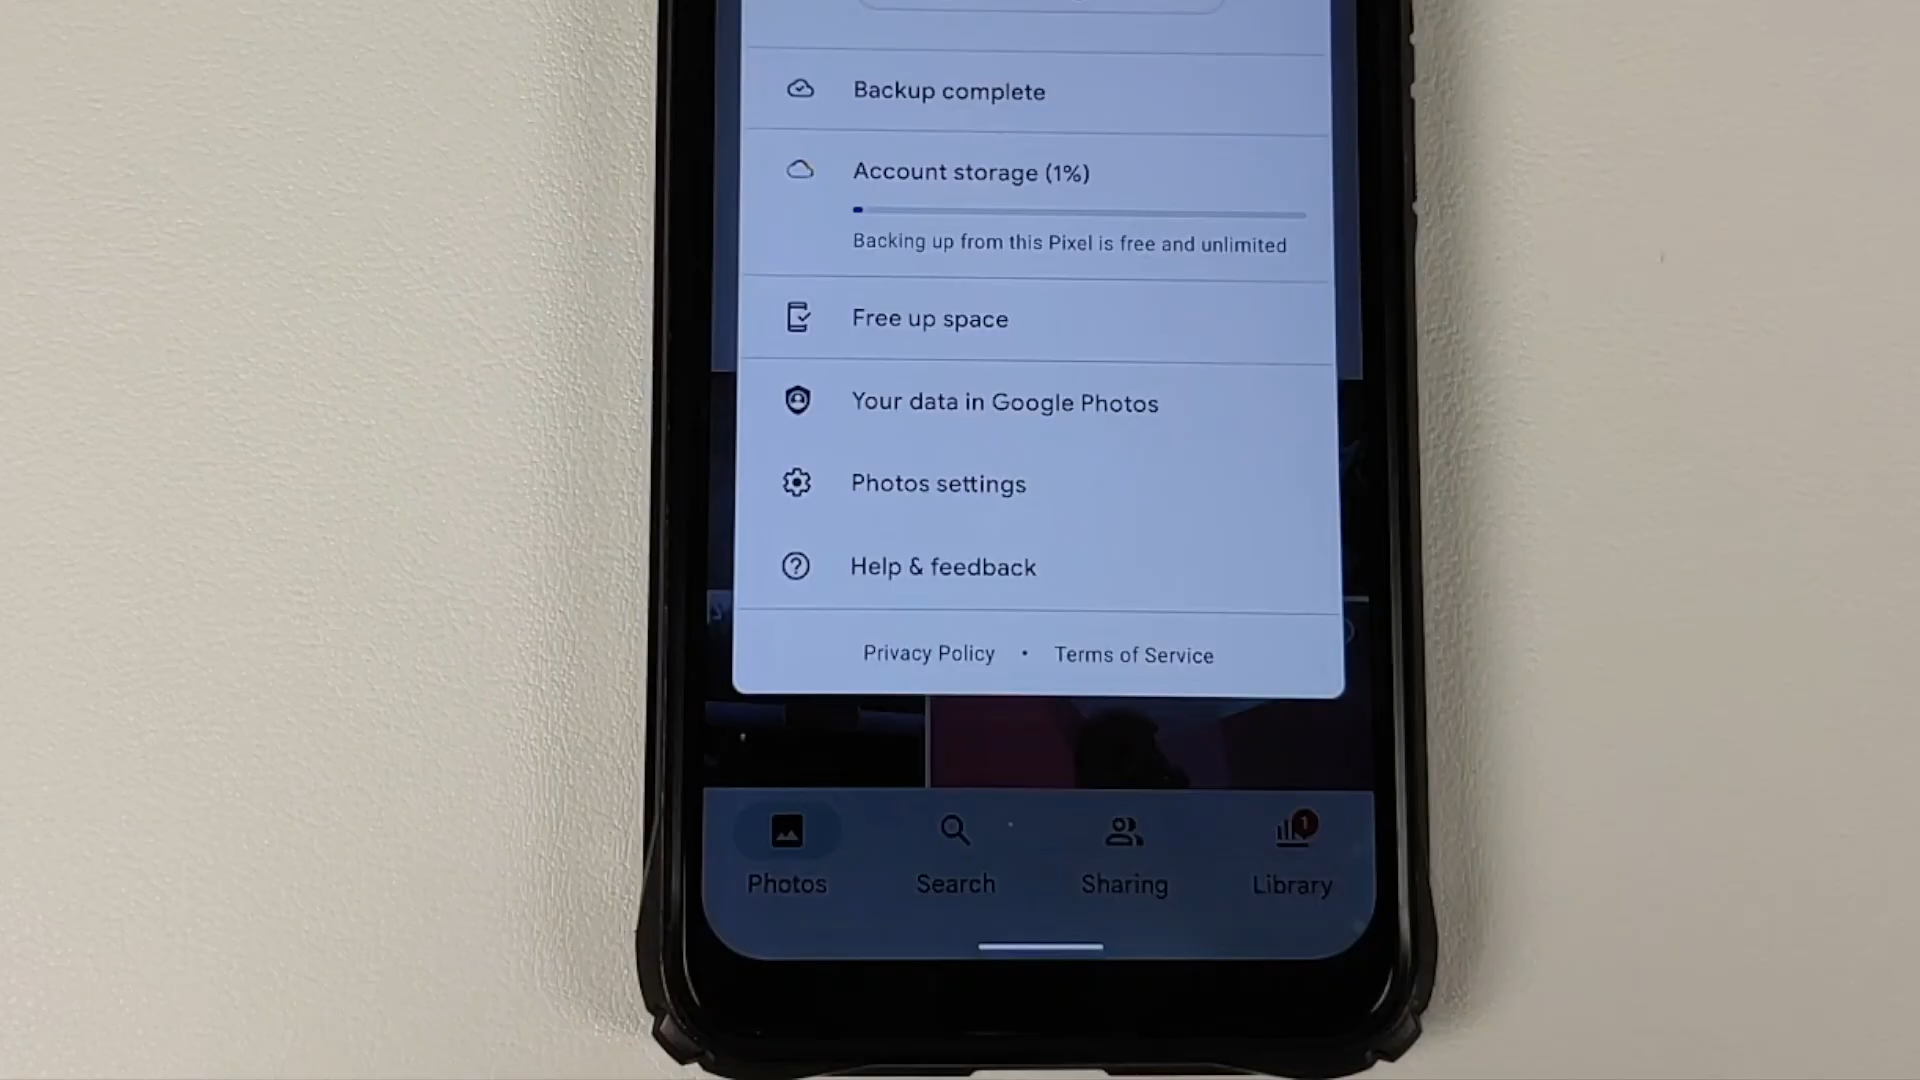 Backup complete
Account storage (1%)
Backing up from this Pixel is free and unlimited
Free up space
Your data in Google Photos
Photos settings
Help & feedback
Privacy Policy • Terms of Service
1
Photos Search Sharing Library